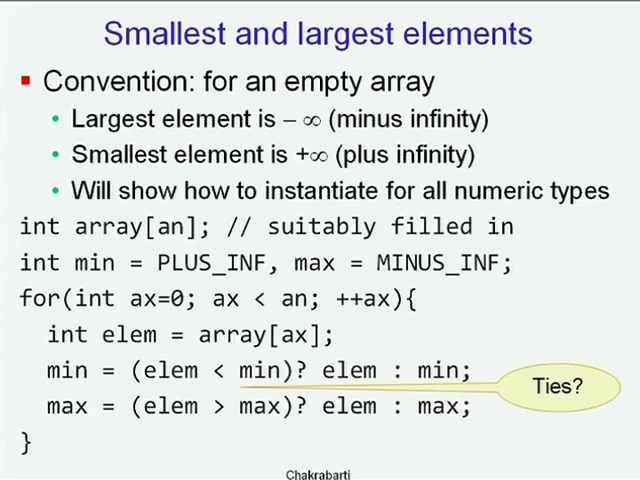 Smallest and largest elements
Convention: for an empty array
Largest element is – ∞ (minus infinity)
Smallest element is +∞ (plus infinity)
Will show how to instantiate for all numeric types
int array[an]; // suitably filled in
int min = PLUS_INF, max = MINUS_INF;
for(int ax=0; ax < an; ++ax){
int elem = array[ax];
min = (elem < min)? elem : min;
max = (elem > max)? elem : max;
Ties?
}
Chakrabarti